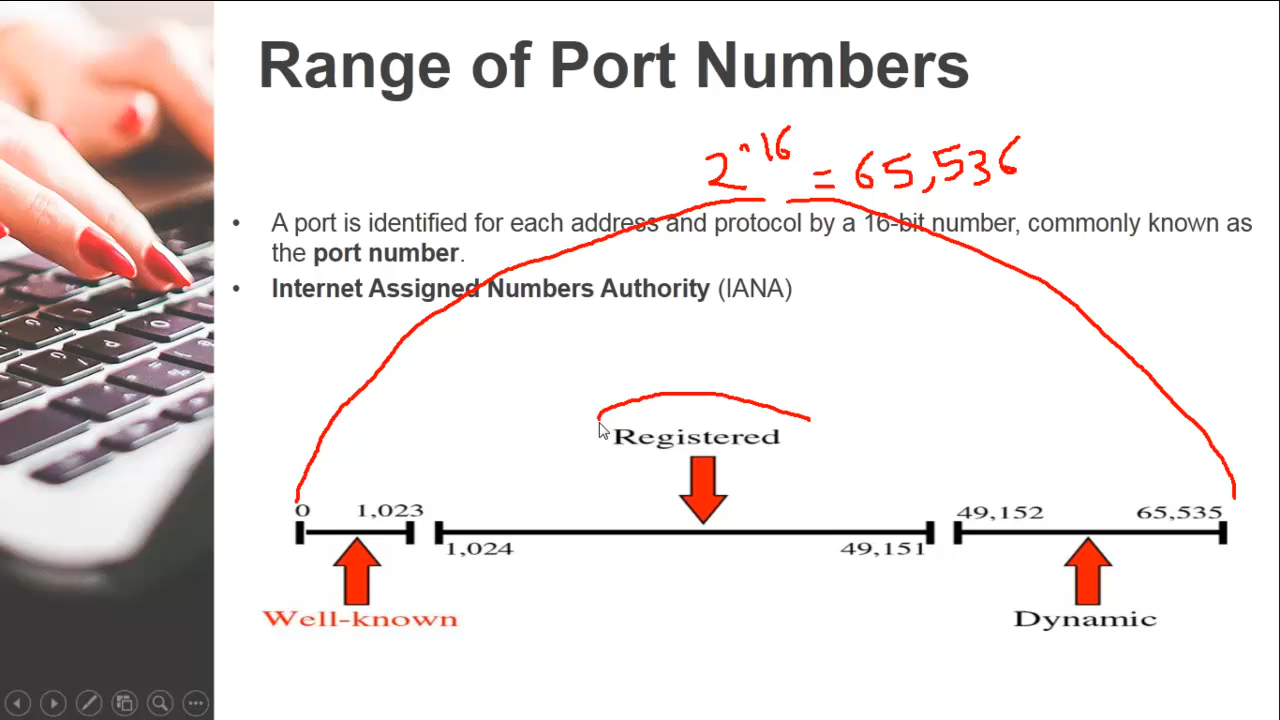 Range of Port Numbers
2^16 = 65,536
• A port is identified for each address and protocol by a 16-bit number, commonly known as
the port number.
• Internet Assigned Numbers Authority (IANA)
Registered
0 1,023 49,152 65,535
1,024 49,151
Well-known Dynamic